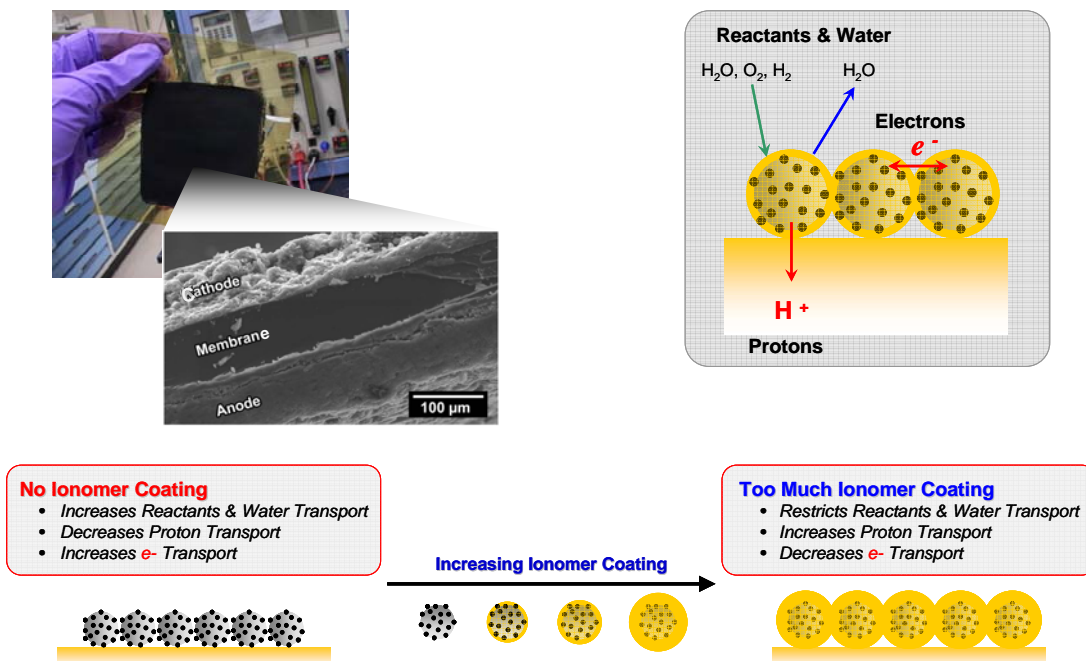 Reactants & Water
H₂O, O₂, H₂
H₂O
Electrons
e -
H +
Protons
Cathode
Membrane
Anode
100 µm
No Ionomer Coating
• Increases Reactants & Water Transport
• Decreases Proton Transport
• Increases e- Transport
Increasing Ionomer Coating
Too Much Ionomer Coating
• Restricts Reactants & Water Transport
• Increases Proton Transport
• Decreases e- Transport